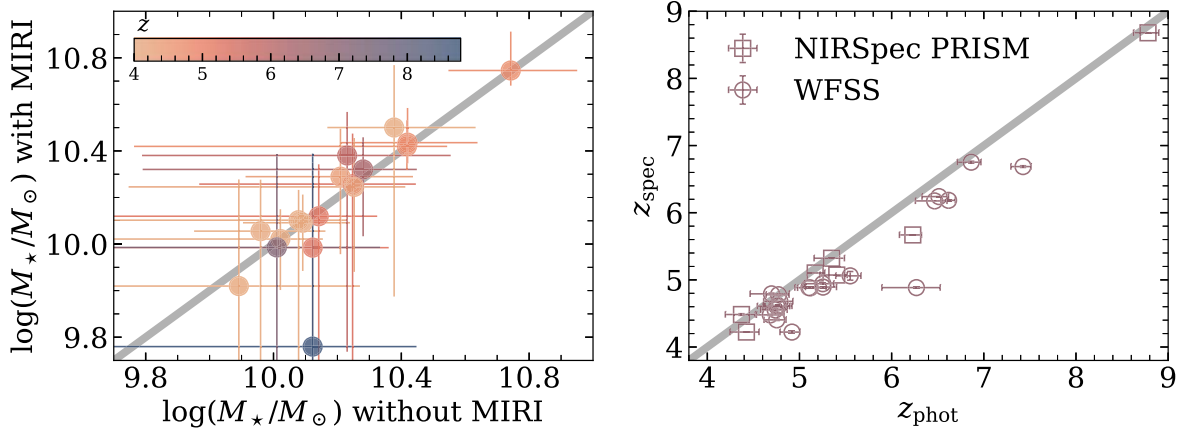 log(M⋆/M⊙) with MIRI
10.8
10.4
10.0
9.8
z
4 5 6 7 8
9.8 10.0 10.4 10.8
log(M⋆/M⊙) without MIRI
z_spec
9
8
7
6
5
4
NIRSpec PRISM
WFSS
4 5 6 7 8 9
z_phot